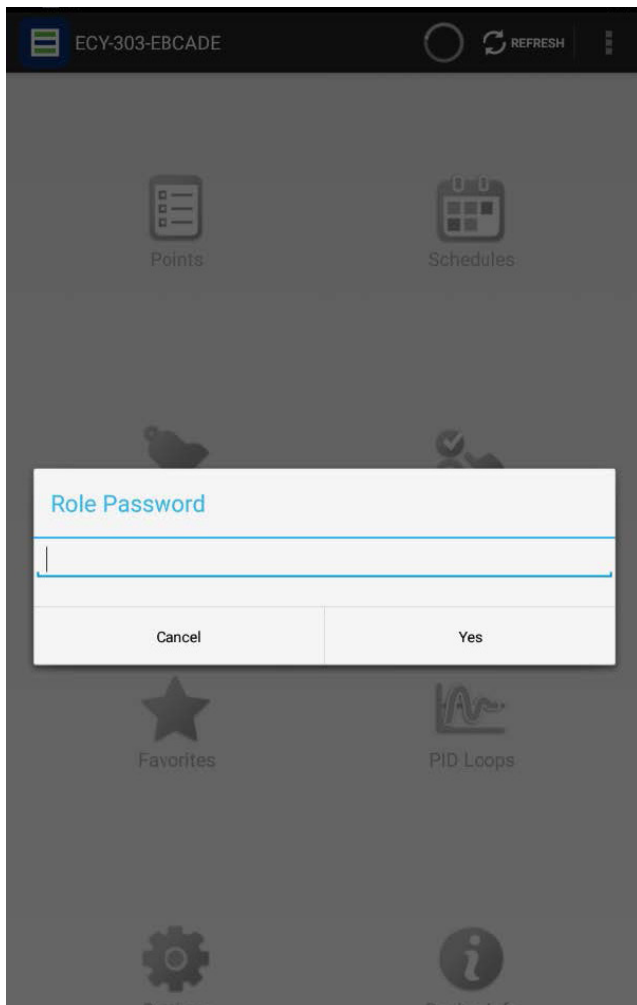 ECY-303-EBCADE
REFRESH
Points
Schedules
Role Password
Cancel
Yes
Favorites
PID Loops